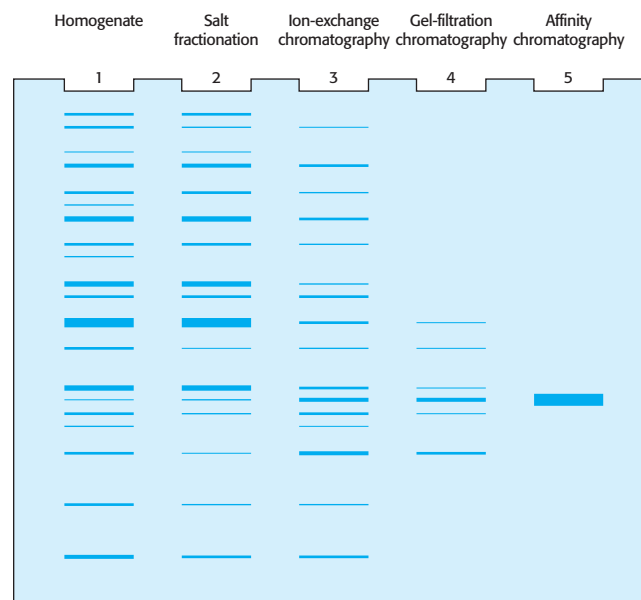 Homogenate
Salt
fractionation
Ion-exchange
chromatography
Gel-filtration
chromatography
Affinity
chromatography
1 2 3 4 5